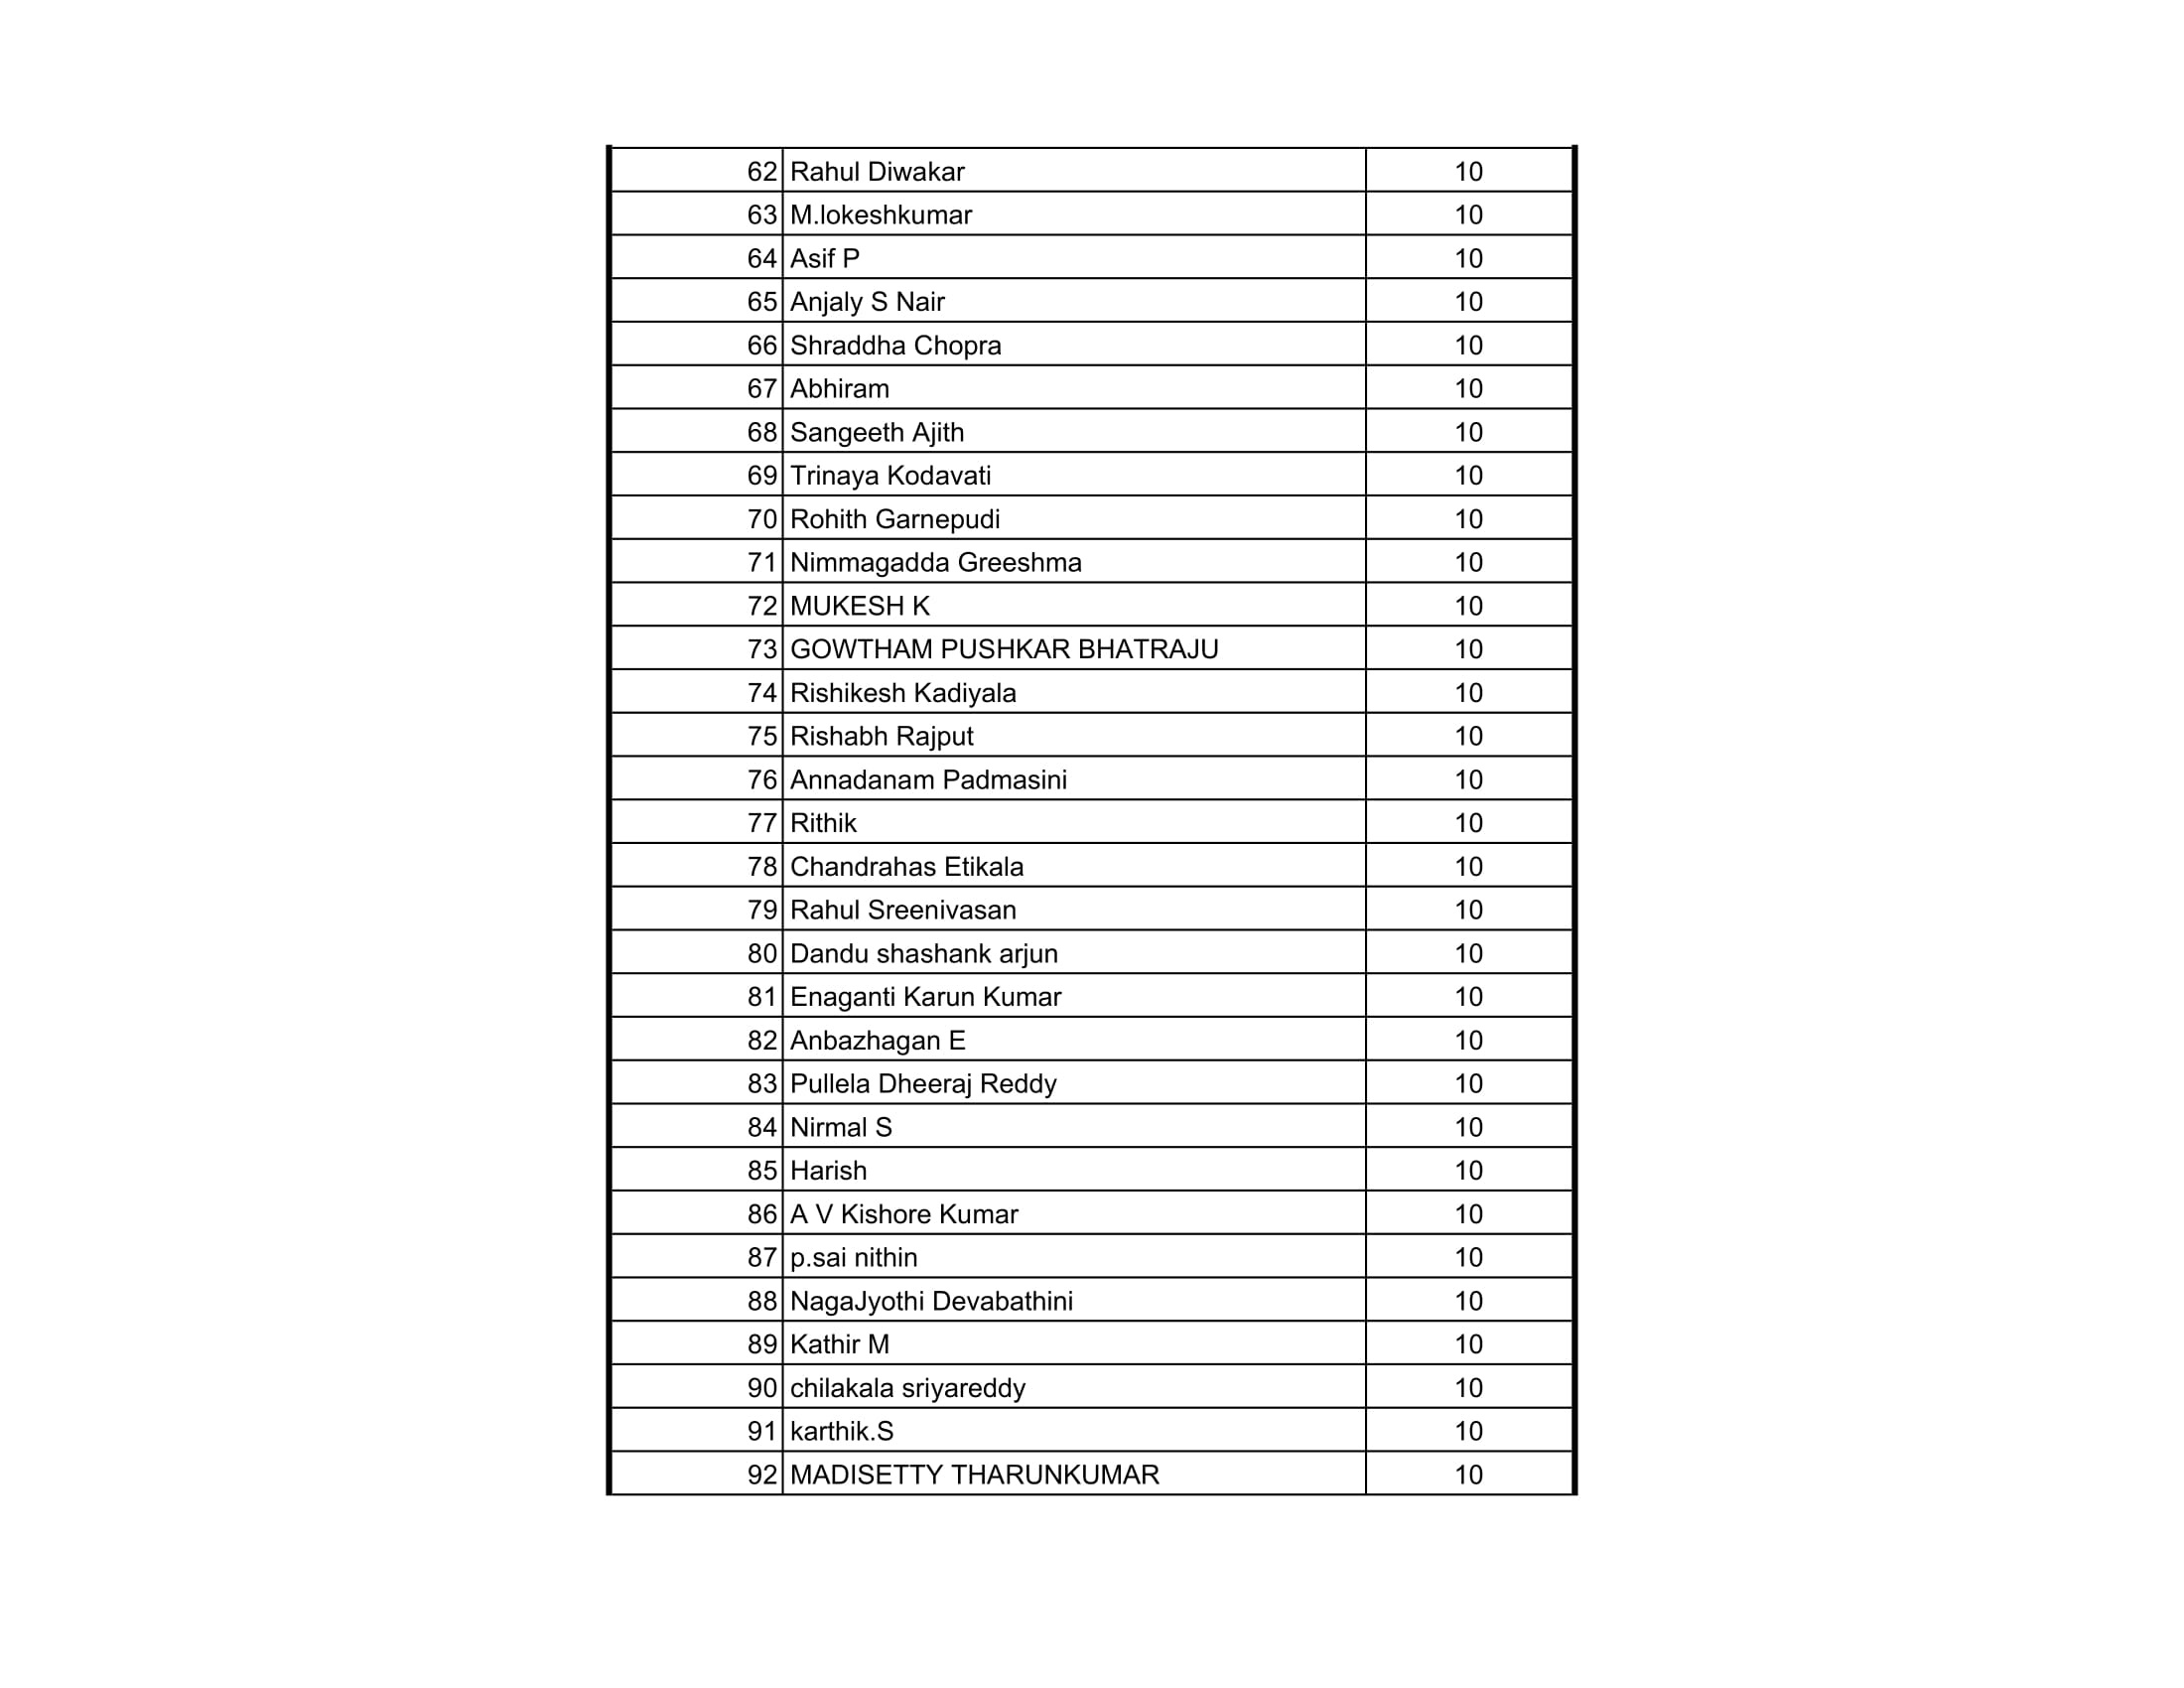 62 Rahul Diwakar 10
63 M.lokeshkumar 10
64 Asif P 10
65 Anjaly S Nair 10
66 Shraddha Chopra 10
67 Abhiram 10
68 Sangeeth Ajith 10
69 Trinaya Kodavati 10
70 Rohith Garnepudi 10
71 Nimmagadda Greeshma 10
72 MUKESH K 10
73 GOWTHAM PUSHKAR BHATRAJU 10
74 Rishikesh Kadiyala 10
75 Rishabh Rajput 10
76 Annadanam Padmasini 10
77 Rithik 10
78 Chandrahas Etikala 10
79 Rahul Sreenivasan 10
80 Dandu shashank arjun 10
81 Enaganti Karun Kumar 10
82 Anbazhagan E 10
83 Pullela Dheeraj Reddy 10
84 Nirmal S 10
85 Harish 10
86 A V Kishore Kumar 10
87 p.sai nithin 10
88 NagaJyothi Devabathini 10
89 Kathir M 10
90 chilakala sriyareddy 10
91 karthik.S 10
92 MADISETTY THARUNKUMAR 10